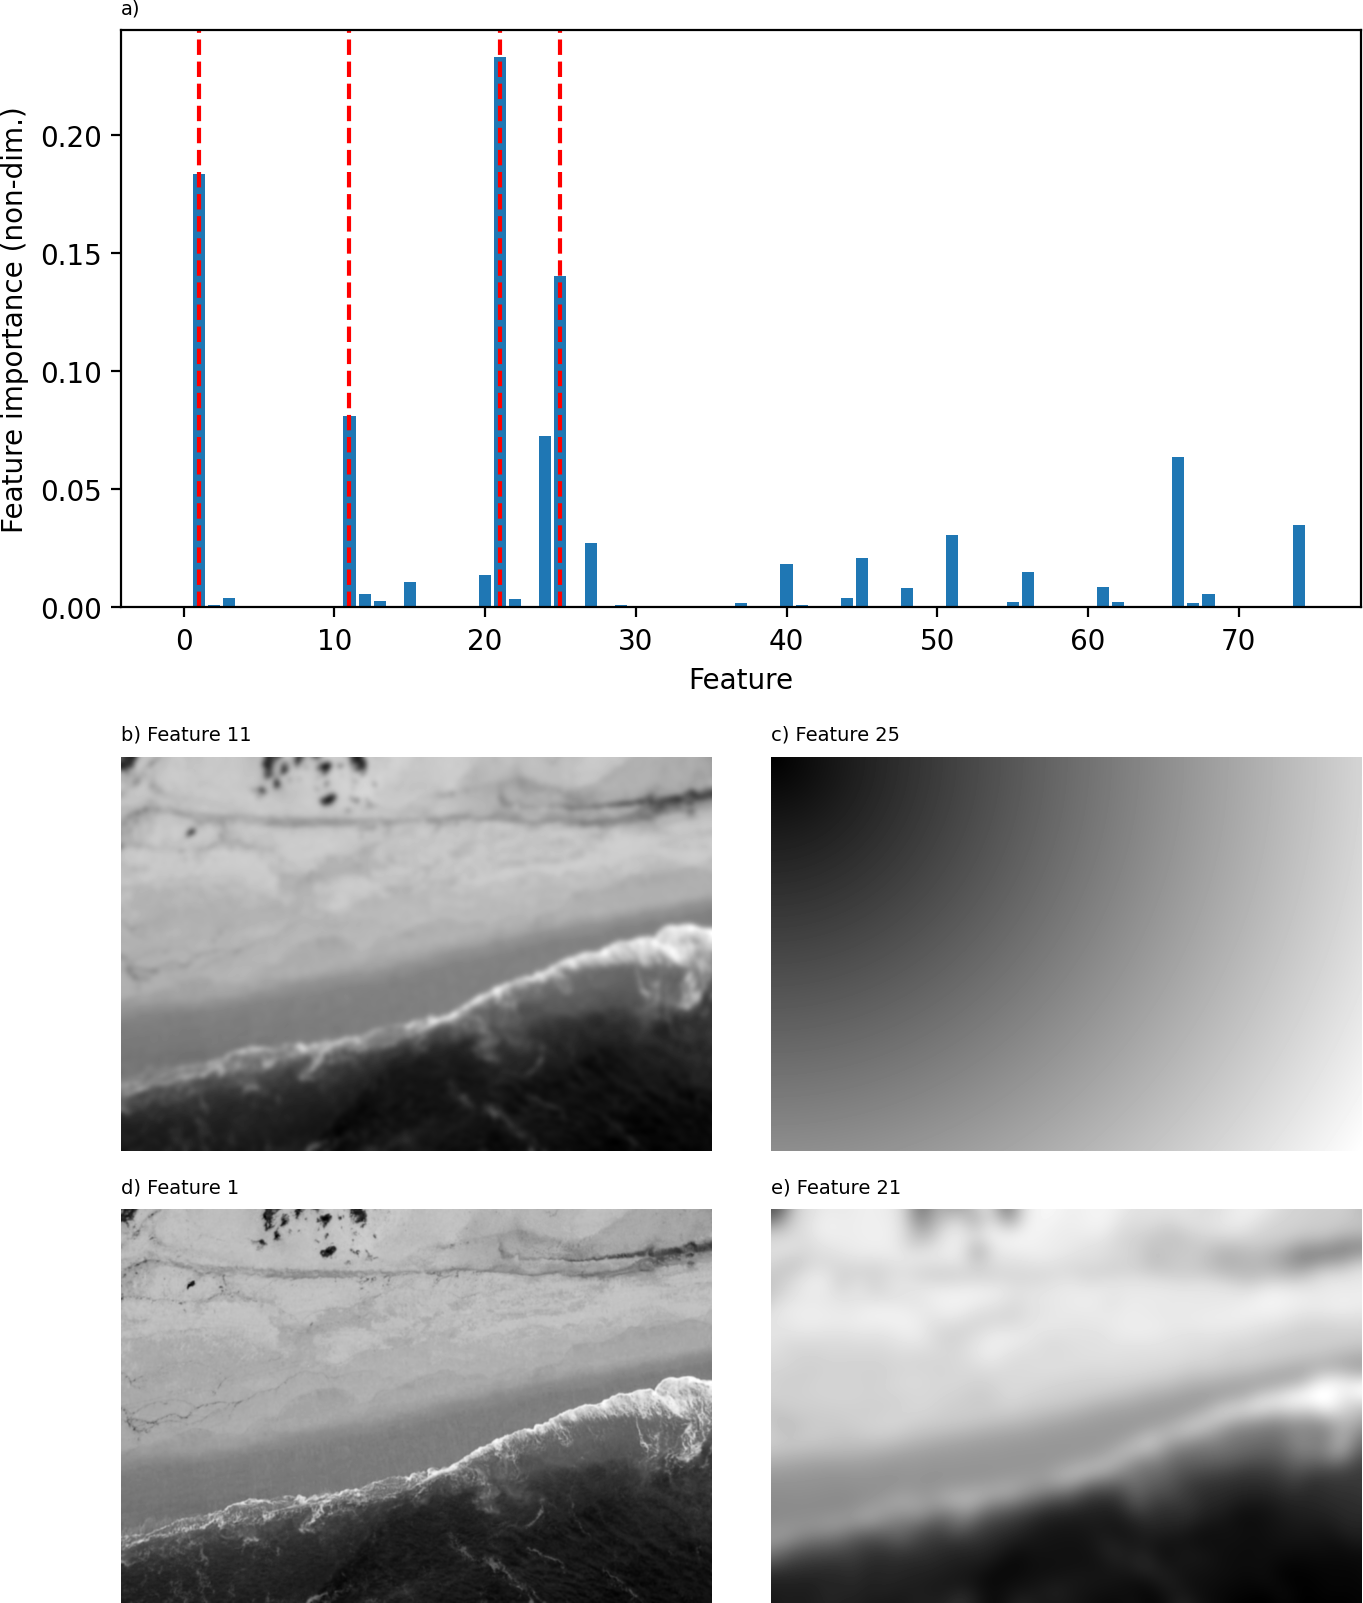 a)
Feature importance (non-dim.)
0.20
0.15
0.10
0.05
0.00
0 10 20 30 40 50 60 70
Feature
b) Feature 11
c) Feature 25
d) Feature 1
e) Feature 21